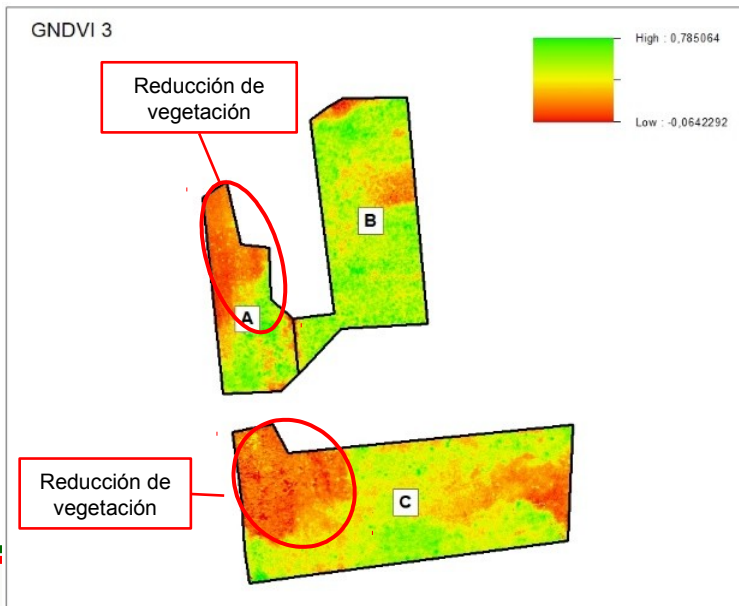 GNDVI 3
High : 0,785064
Low : -0,0642292
Reducción de
vegetación
B
A
Reducción de
vegetación
C